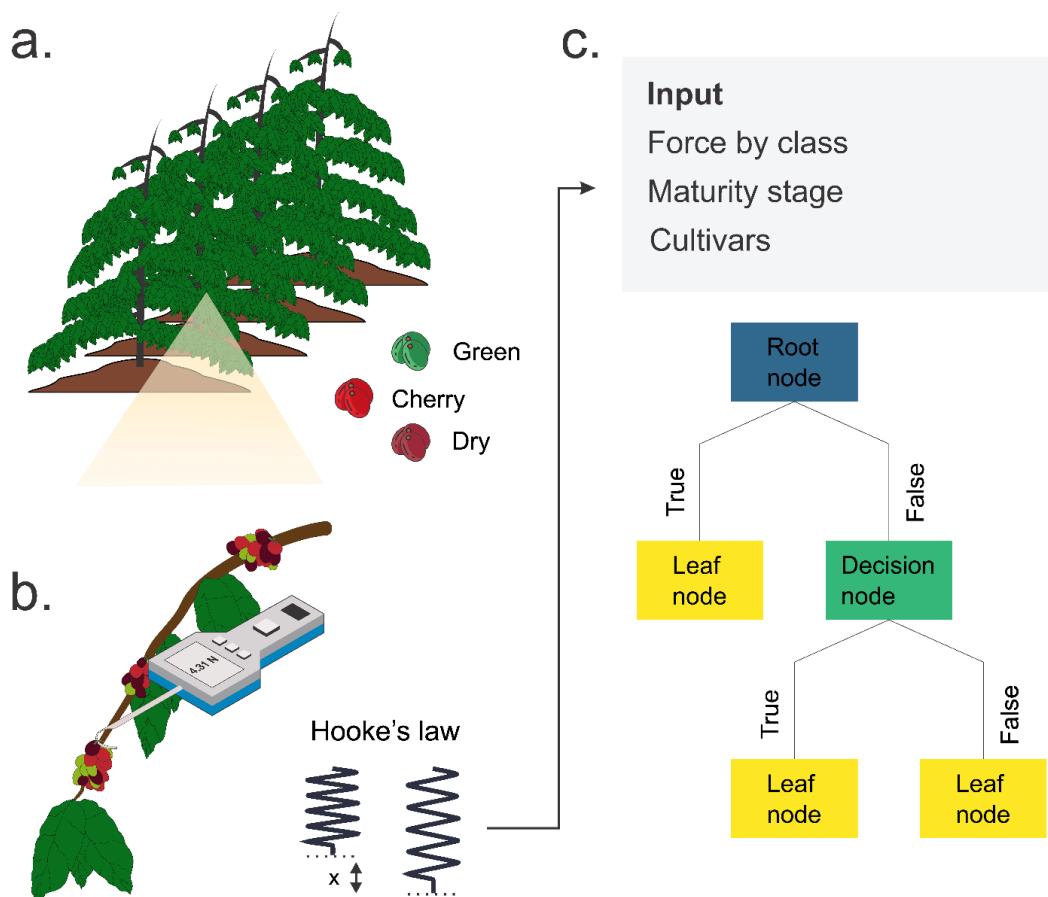 a.
Green
Cherry
Dry
b.
4.31 N
Hooke's law
x
c.
Input
Force by class
Maturity stage
Cultivars
Root
node
True
False
Leaf
node
Decision
node
True
False
Leaf
node
Leaf
node